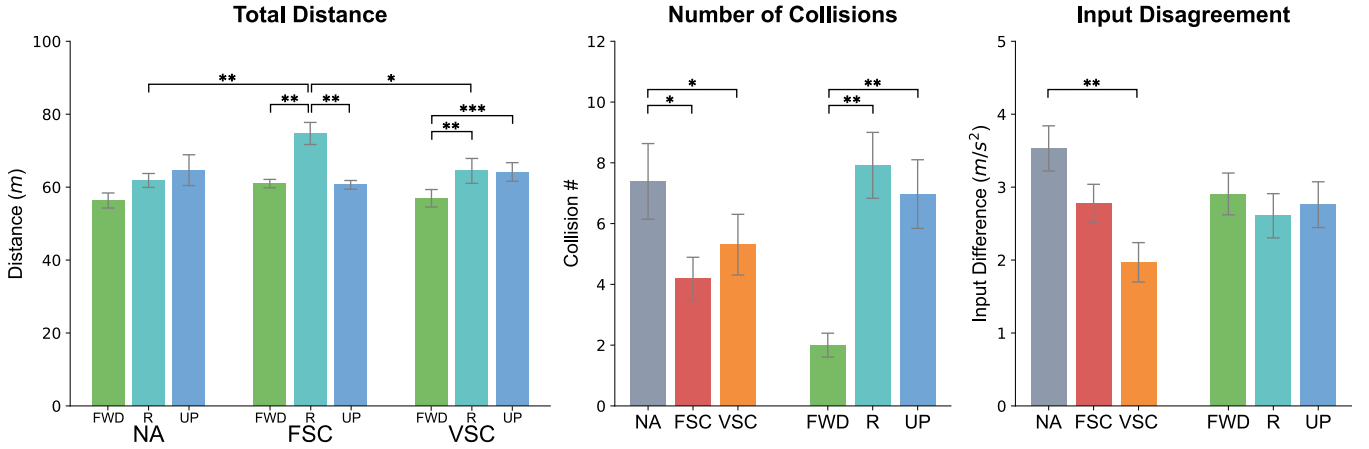 Total Distance
Number of Collisions
Input Disagreement
Distance (m)
100
80
60
40
20
0
** *
** **
***
**
FWD R UP FWD R UP FWD R UP
NA FSC VSC
Collision #
12
10
8
6
4
2
0
* **
* **
NA FSC VSC FWD R UP
Input Difference (m/s²)
5
4
3
2
1
0
**
NA FSC VSC FWD R UP